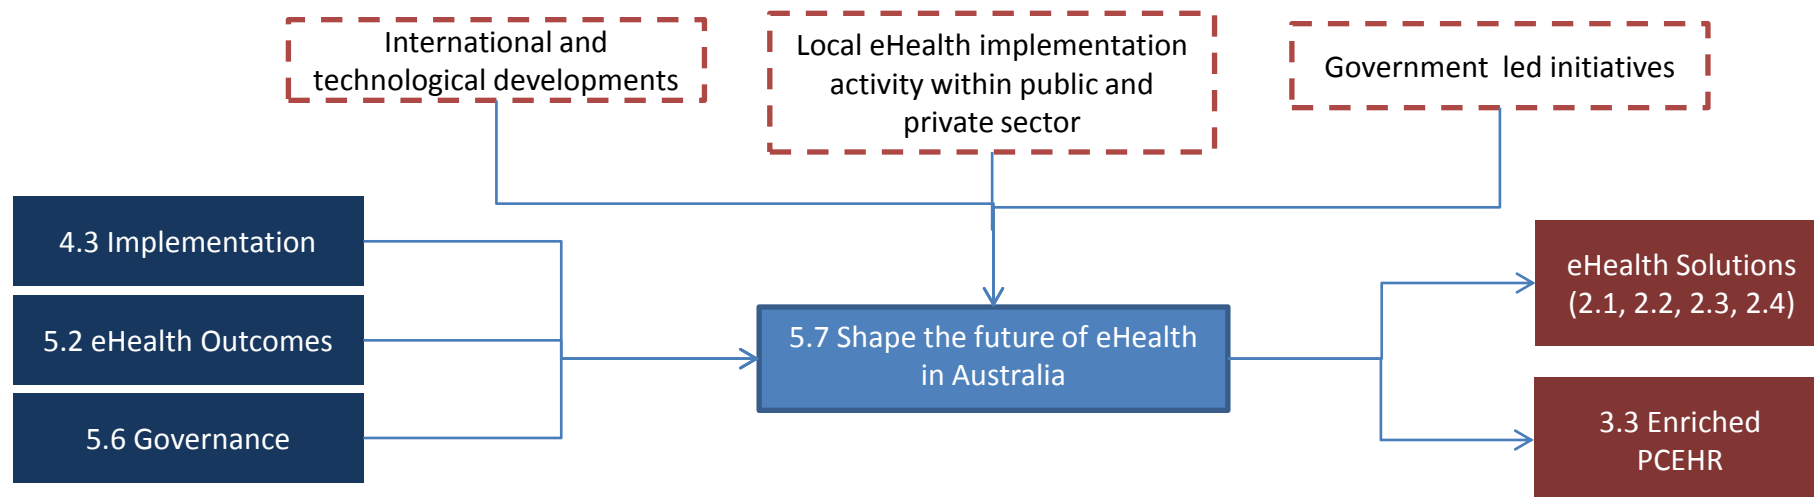 International and
technological developments
Local eHealth implementation
activity within public and
private sector
Government led initiatives
4.3 Implementation
5.2 eHealth Outcomes
5.6 Governance
5.7 Shape the future of eHealth
in Australia
eHealth Solutions
(2.1, 2.2, 2.3, 2.4)
3.3 Enriched
PCEHR